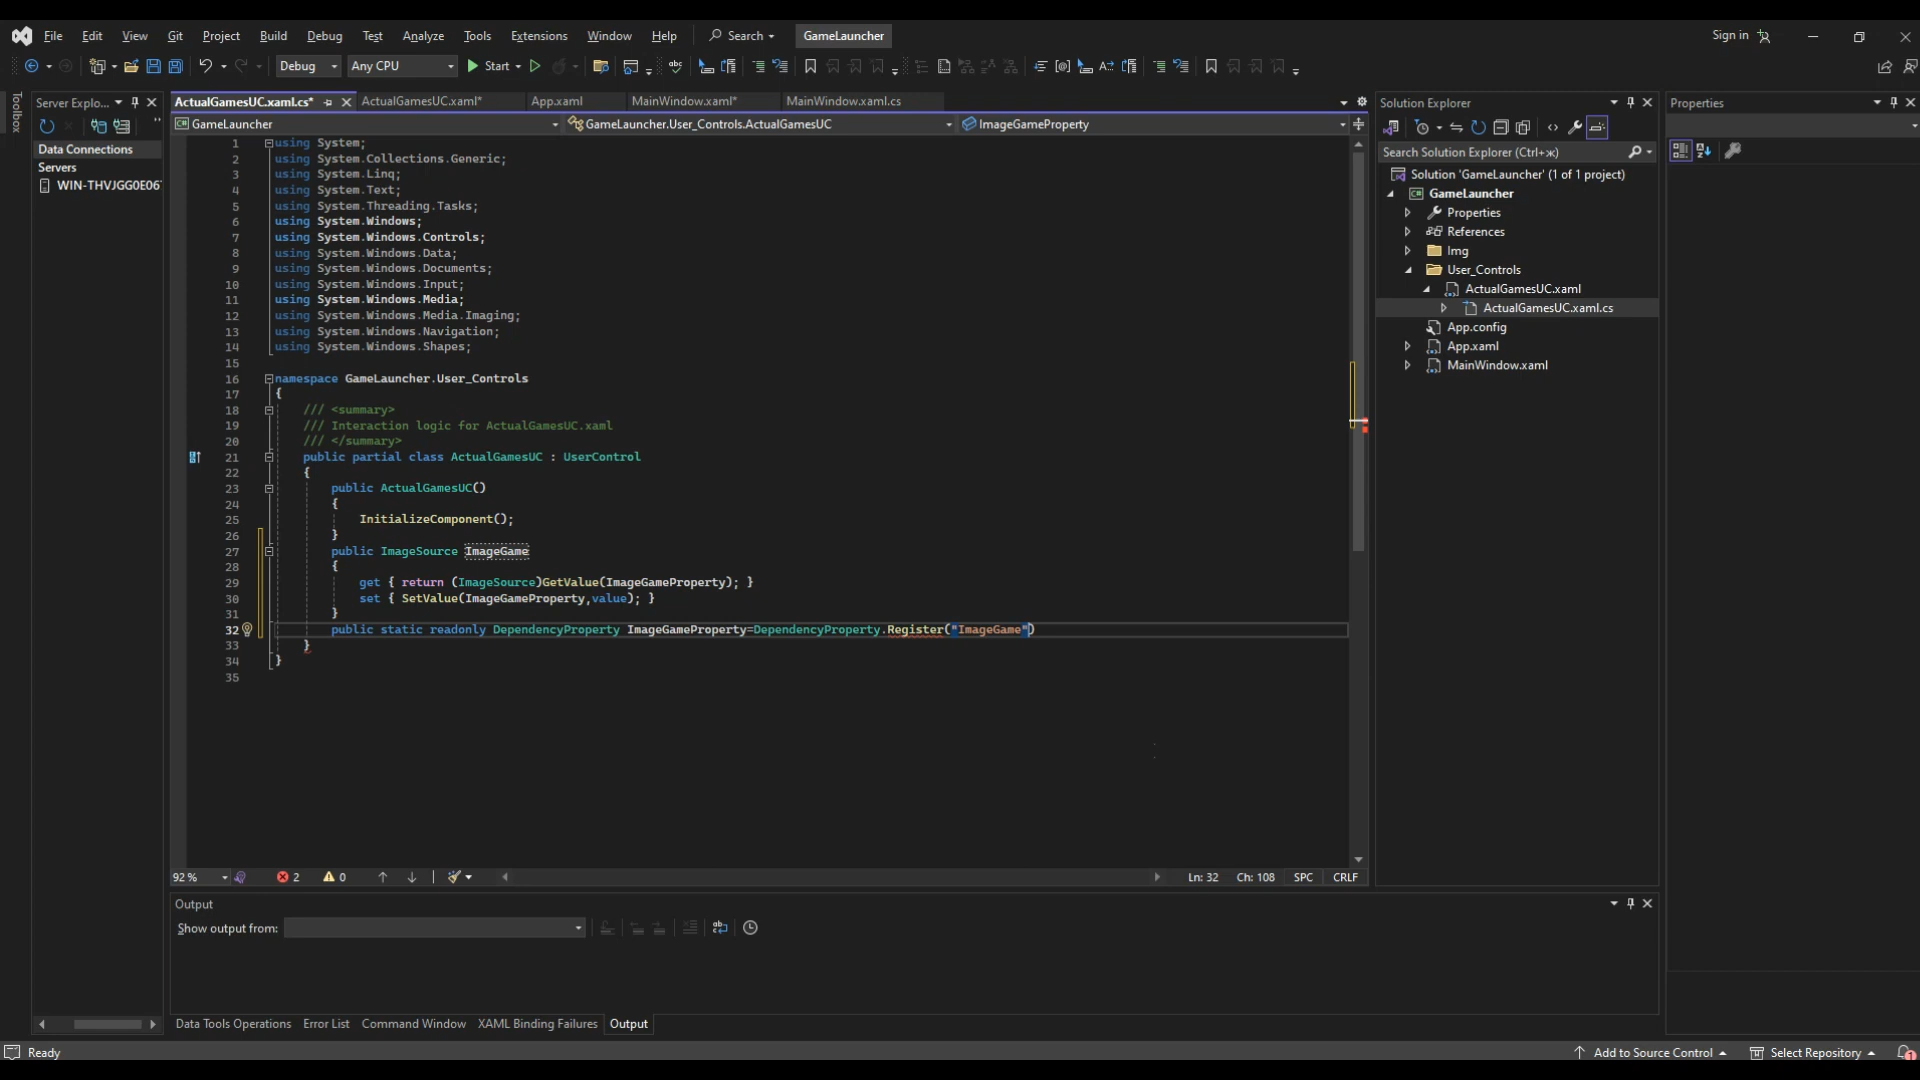 File Edit View Git Project Build Debug Test Analyze Tools Extensions Window Help Search GameLauncher Sign in
Debug Any CPU Start
Toolbox
Server Explo...
Data Connections
Servers
WIN-THVJGG0E06
ActualGamesUC.xaml.cs* ActualGamesUC.xaml* App.xaml MainWindow.xaml* MainWindow.xaml.cs
GameLauncher GameLauncher.User_Controls.ActualGamesUC ImageGameProperty
1 using System;
2 using System.Collections.Generic;
3 using System.Linq;
4 using System.Text;
5 using System.Threading.Tasks;
6 using System.Windows;
7 using System.Windows.Controls;
8 using System.Windows.Data;
9 using System.Windows.Documents;
10 using System.Windows.Input;
11 using System.Windows.Media;
12 using System.Windows.Media.Imaging;
13 using System.Windows.Navigation;
14 using System.Windows.Shapes;
15
16 namespace GameLauncher.User_Controls
17 {
18 /// <summary>
19 /// Interaction logic for ActualGamesUC.xaml
20 /// </summary>
21 public partial class ActualGamesUC : UserControl
22 {
23 public ActualGamesUC()
24 {
25 InitializeComponent();
26 }
27 public ImageSource ImageGame
28 {
29 get { return (ImageSource)GetValue(ImageGameProperty); }
30 set { SetValue(ImageGameProperty,value); }
31 }
32 public static readonly DependencyProperty ImageGameProperty=DependencyProperty.Register("ImageGame")
33 }
34 }
35
92 % 2 0 Ln: 32 Ch: 108 SPC CRLF
Output
Show output from:
Data Tools Operations Error List Command Window XAML Binding Failures Output
Solution Explorer
Search Solution Explorer (Ctrl+ж)
Solution 'GameLauncher' (1 of 1 project)
GameLauncher
Properties
References
Img
User_Controls
ActualGamesUC.xaml
ActualGamesUC.xaml.cs
App.config
App.xaml
MainWindow.xaml
Properties
Ready Add to Source Control Select Repository 1